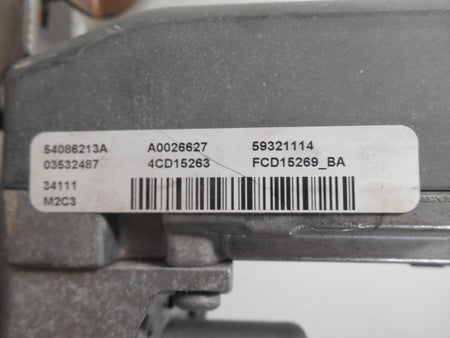 54086213A A0026627 59321114
03532487 4CD15263 FCD15269_BA
34111
M2C3